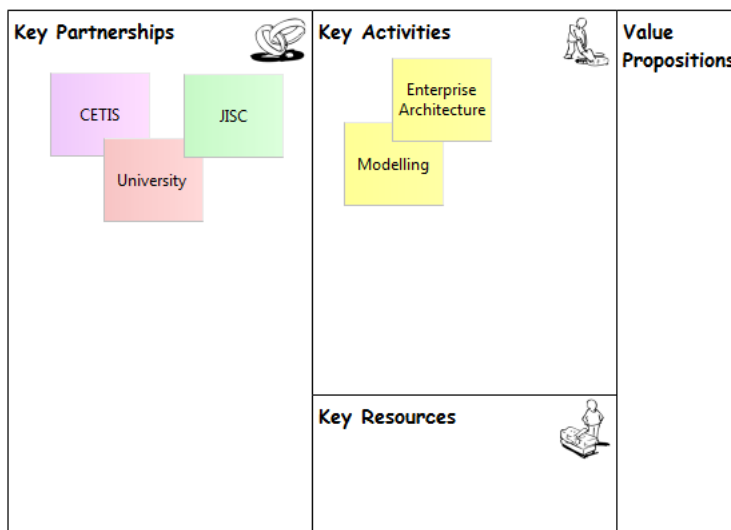 Key Partnerships
CETIS
JISC
University
Key Activities
Enterprise
Architecture
Modelling
Key Resources
Value
Propositions